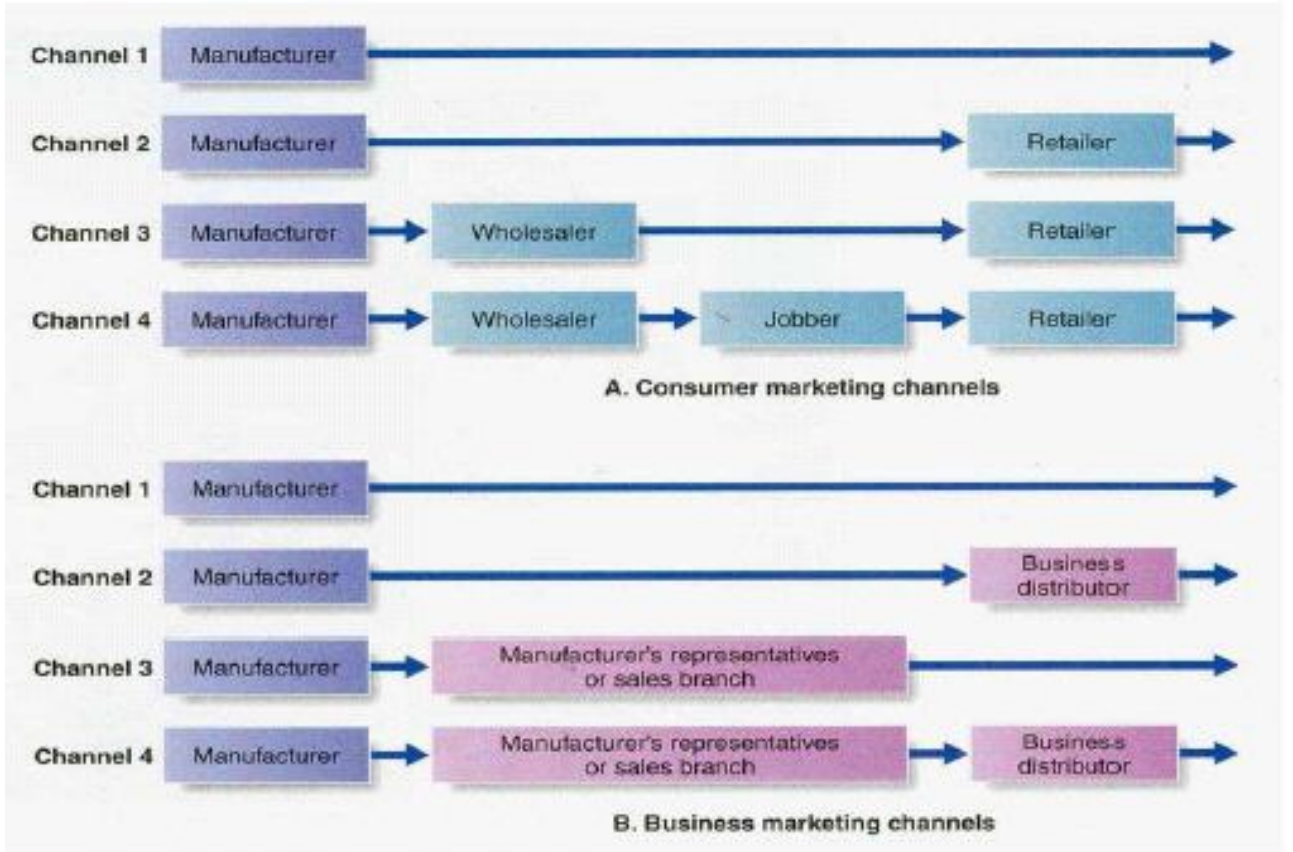 Channel 1 Manufacturer
Channel 2 Manufacturer Retailer
Channel 3 Manufacturer Wholesaler Retailer
Channel 4 Manufacturer Wholesaler Jobber Retailer
A. Consumer marketing channels
Channel 1 Manufacturer
Channel 2 Manufacturer Business
distributor
Channel 3 Manufacturer Manufacturer's representatives
or sales branch
Channel 4 Manufacturer Manufacturer's representatives
or sales branch
Business
distributor
B. Business marketing channels